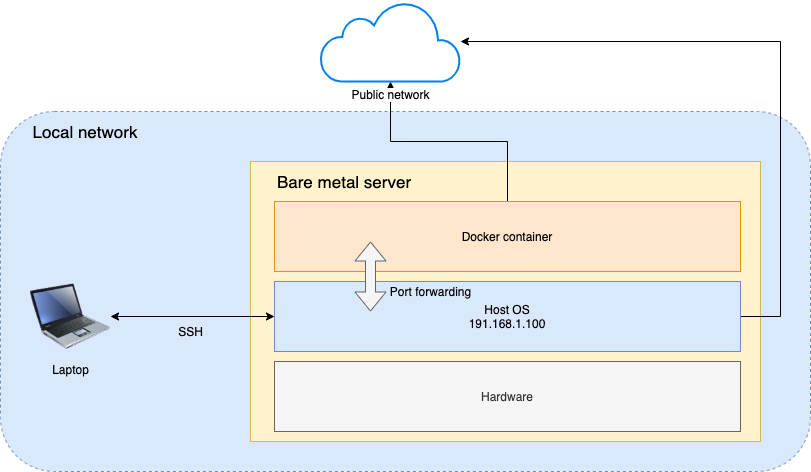 Public network
Local network
Bare metal server
Docker container
Port forwarding
Host OS
191.168.1.100
SSH
Laptop
Hardware